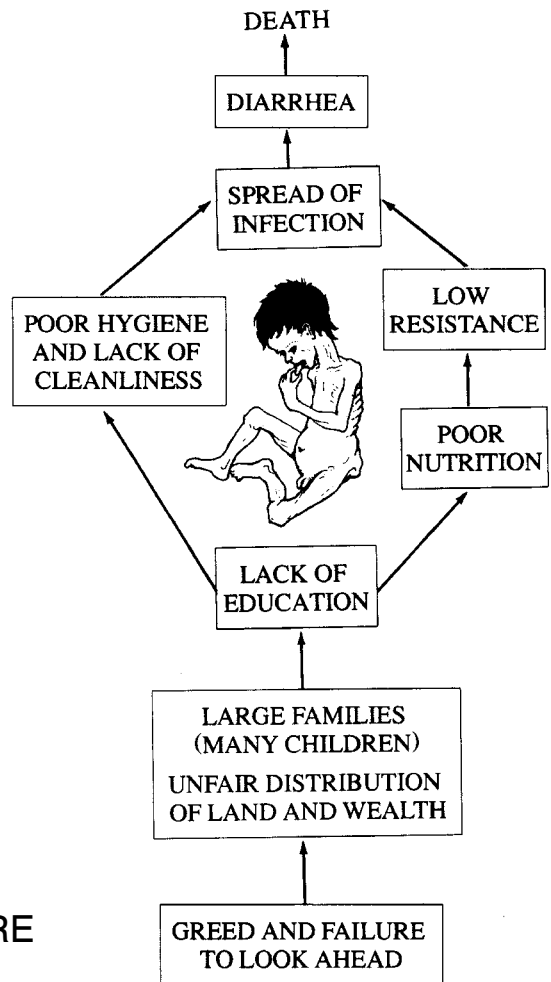 DEATH
DIARRHEA
SPREAD OF
INFECTION
POOR HYGIENE
AND LACK OF
CLEANLINESS
LOW
RESISTANCE
POOR
NUTRITION
LACK OF
EDUCATION
LARGE FAMILIES
(MANY CHILDREN)
UNFAIR DISTRIBUTION
OF LAND AND WEALTH
GREED AND FAILURE
TO LOOK AHEAD